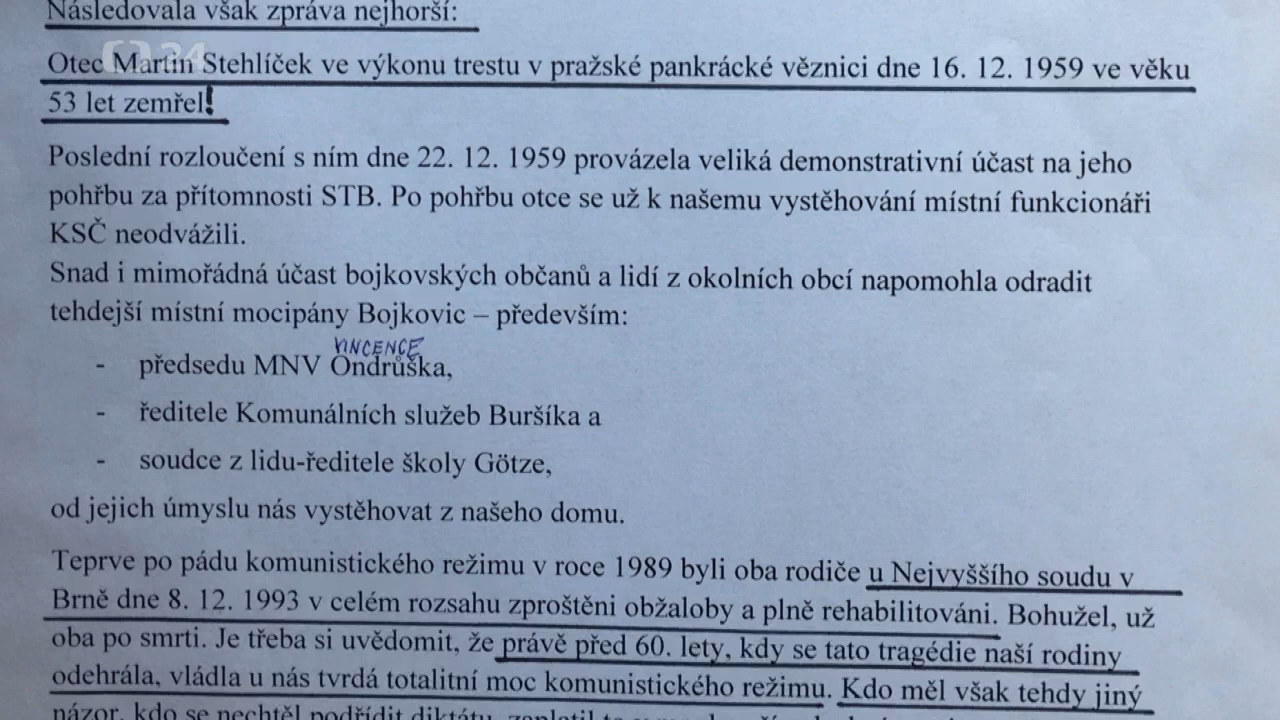 Následovala však zpráva nejhorší:
24
Otec Martin Stehlíček ve výkonu trestu v pražské pankrácké věznici dne 16. 12. 1959 ve věku
53 let zemřel!
Poslední rozloučení s ním dne 22. 12. 1959 provázela veliká demonstrativní účast na jeho
pohřbu za přítomnosti STB. Po pohřbu otce se už k našemu vystěhování místní funkcionáři
KSČ neodvážili.
Snad i mimořádná účast bojkovských občanů a lidí z okolních obcí napomohla odradit
tehdejší místní mocipány Bojkovic – především:
VINCENCE
- předsedu MNV Ondrůška,
- ředitele Komunálních služeb Buršíka a
- soudce z lidu-ředitele školy Götze,
od jejich úmyslu nás vystěhovat z našeho domu.
Teprve po pádu komunistického režimu v roce 1989 byli oba rodiče u Nejvyššího soudu v
Brně dne 8. 12. 1993 v celém rozsahu zproštěni obžaloby a plně rehabilitováni. Bohužel, už
oba po smrti. Je třeba si uvědomit, že právě před 60. lety, kdy se tato tragédie naší rodiny
odehrála, vládla u nás tvrdá totalitní moc komunistického režimu. Kdo měl však tehdy jiný
názor, kdo se nechtěl podřídit diktátu,